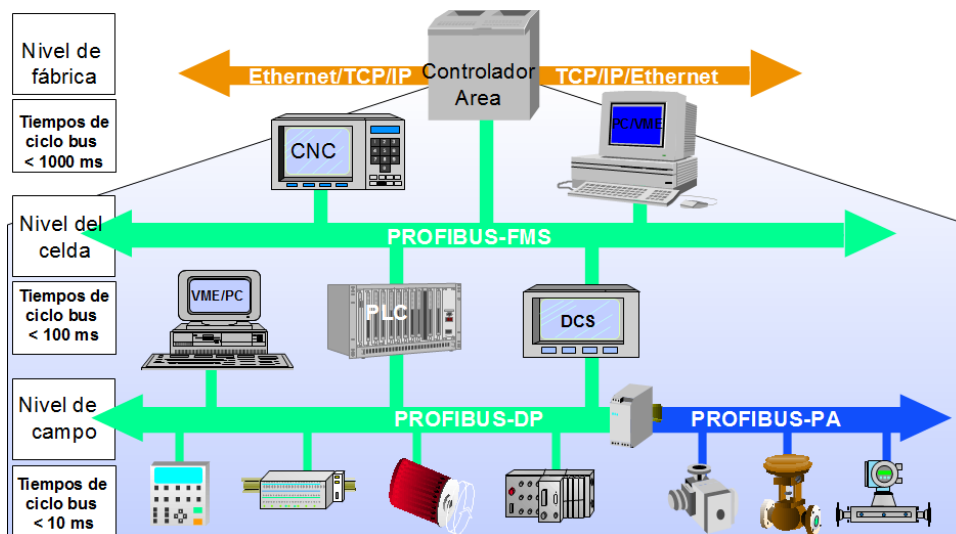 Nivel de
fábrica
Ethernet/TCP/IP
Controlador
Area
TCP/IP/Ethernet
Tiempos de
ciclo bus
< 1000 ms
CNC
PC/VME
Nivel del
celda
PROFIBUS-FMS
Tiempos de
ciclo bus
< 100 ms
VME/PC
PLC
DCS
Nivel de
campo
PROFIBUS-DP
PROFIBUS-PA
Tiempos de
ciclo bus
< 10 ms